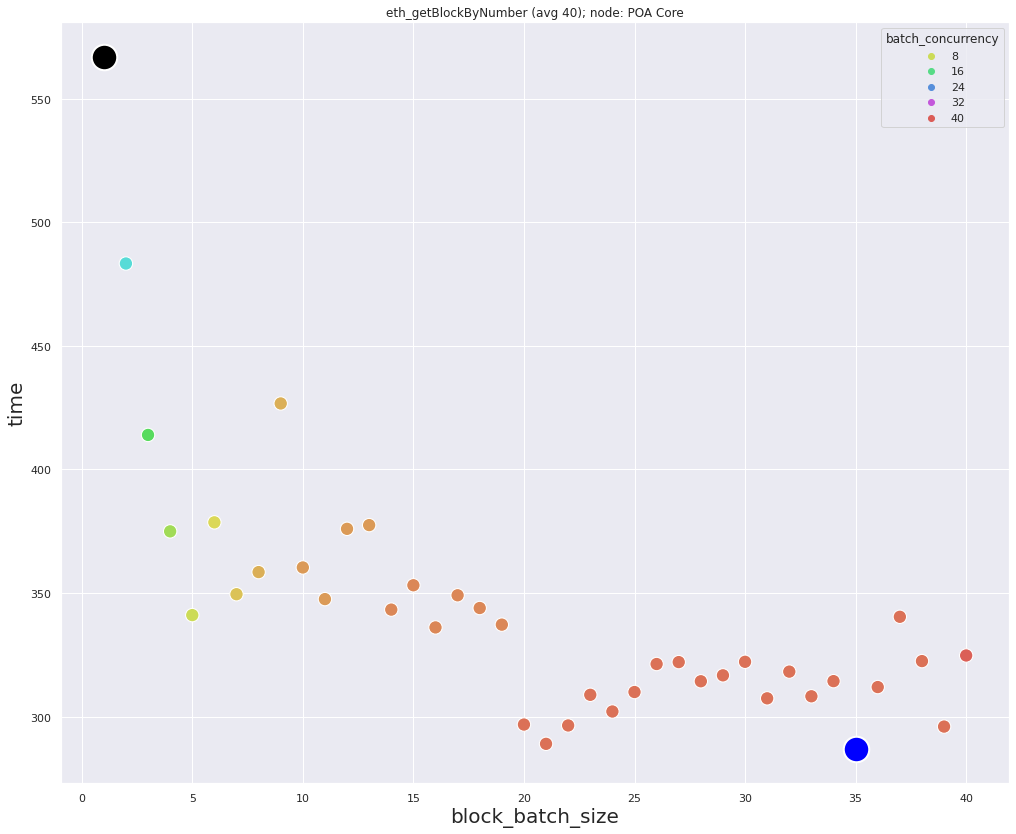 eth_getBlockByNumber (avg 40); node: POA Core
batch_concurrency
8
16
24
32
40
time
550
500
450
400
350
300
0 5 10 15 20 25 30 35 40
block_batch_size